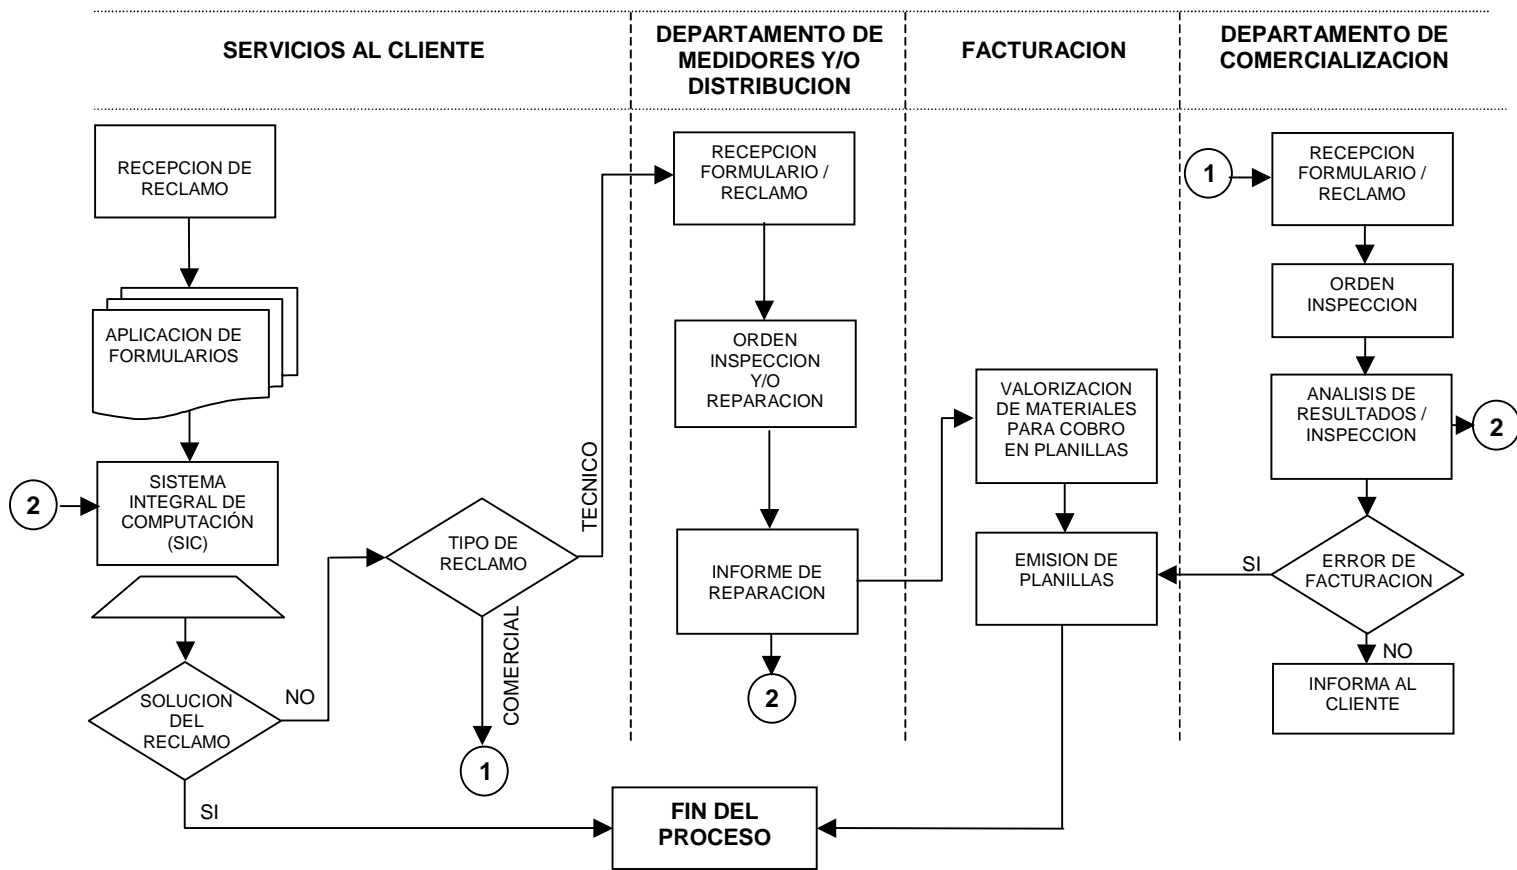 SERVICIOS AL CLIENTE
DEPARTAMENTO DE
MEDIDORES Y/O
DISTRIBUCION
FACTURACION
DEPARTAMENTO DE
COMERCIALIZACION
RECEPCION DE
RECLAMO
APLICACION DE
FORMULARIOS
2
SISTEMA
INTEGRAL DE
COMPUTACIÓN
(SIC)
SOLUCION
DEL
RECLAMO
NO
SI
TIPO DE
RECLAMO
TECNICO
COMERCIAL
1
RECEPCION
FORMULARIO /
RECLAMO
ORDEN
INSPECCION
Y/O
REPARACION
INFORME DE
REPARACION
2
VALORIZACION
DE MATERIALES
PARA COBRO
EN PLANILLAS
EMISION DE
PLANILLAS
1
RECEPCION
FORMULARIO /
RECLAMO
ORDEN
INSPECCION
ANALISIS DE
RESULTADOS /
INSPECCION
2
ERROR DE
FACTURACION
SI
NO
INFORMA AL
CLIENTE
FIN DEL
PROCESO